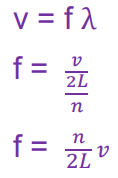 v = f λ
f = v / (2L / n)
f = n / 2L v